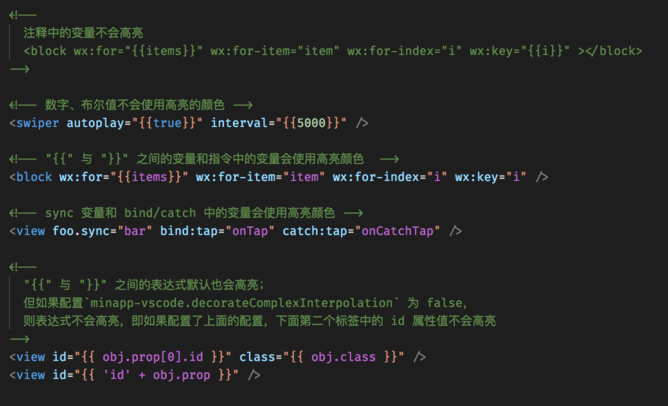 <!--
注释中的变量不会高亮
<block wx:for="{{items}}" wx:for-item="item" wx:for-index="i" wx:key="{{i}}" ></block>
-->
<!-- 数字、布尔值不会使用高亮的颜色 -->
<swiper autoplay="{{true}}" interval="{{5000}}" />
<!-- "{{" 与 "}}" 之间的变量和指令中的变量会使用高亮颜色 -->
<block wx:for="{{items}}" wx:for-item="item" wx:for-index="i" wx:key="i" />
<!-- sync 变量和 bind/catch 中的变量会使用高亮颜色 -->
<view foo.sync="bar" bind:tap="onTap" catch:tap="onCatchTap" />
<!--
"{{" 与 "}}" 之间的表达式默认也会高亮；
但如果配置`minapp-vscode.decorateComplexInterpolation` 为 false，
则表达式不会高亮，即如果配置了上面的配置，下面第二个标签中的 id 属性值不会高亮
-->
<view id="{{ obj.prop[0].id }}" class="{{ obj.class }}" />
<view id="{{ 'id' + obj.prop }}" />